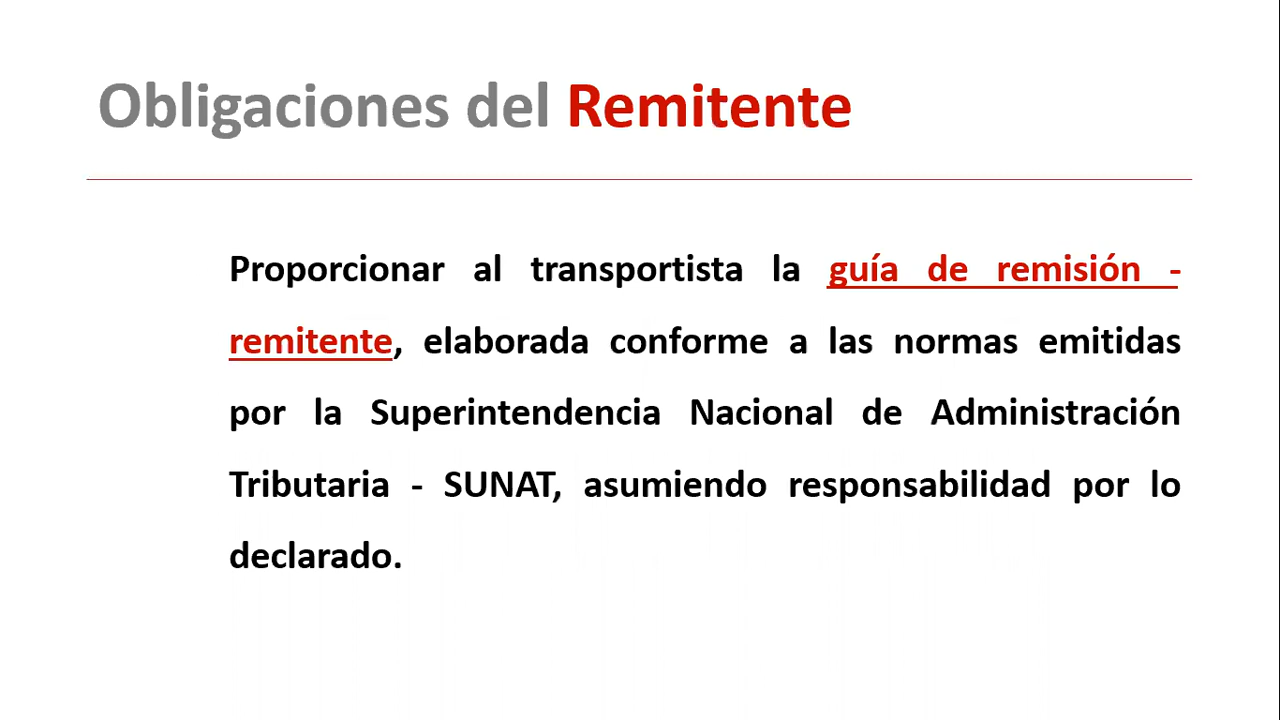 Obligaciones del Remitente
Proporcionar al transportista la guía de remisión -
remitente, elaborada conforme a las normas emitidas
por la Superintendencia Nacional de Administración
Tributaria - SUNAT, asumiendo responsabilidad por lo
declarado.